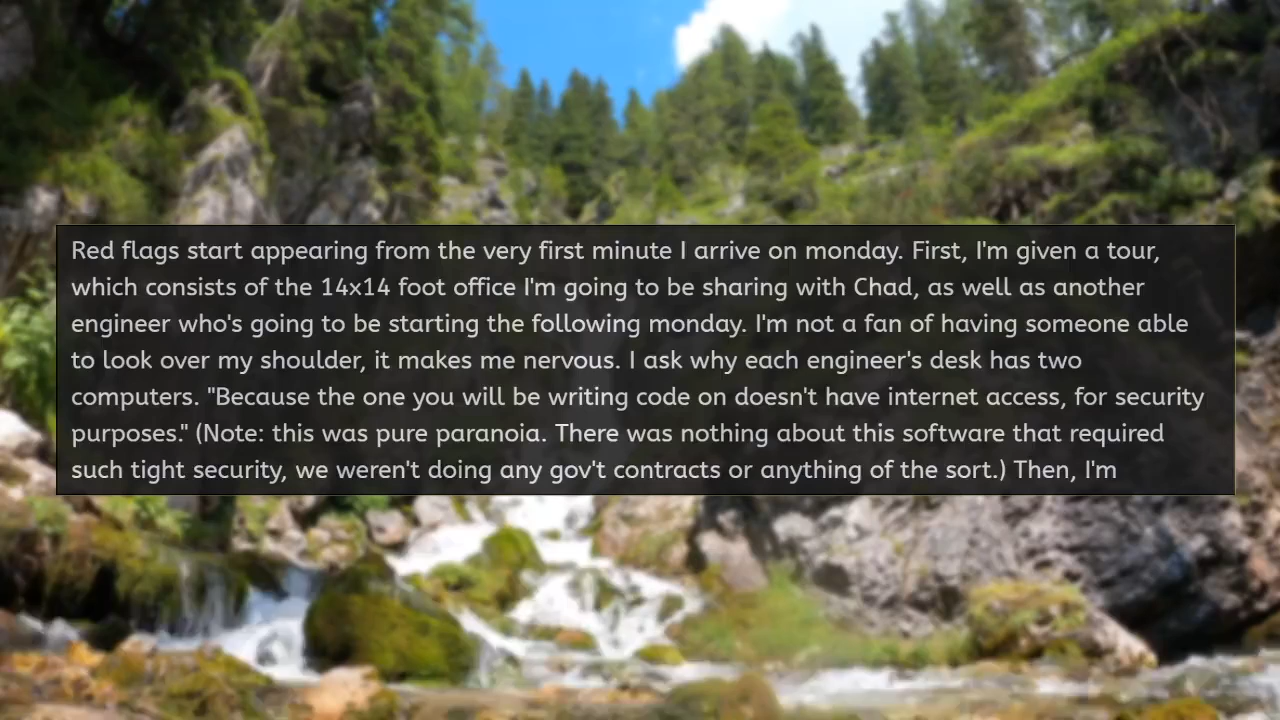 Red flags start appearing from the very first minute I arrive on monday. First, I'm given a tour,
which consists of the 14x14 foot office I'm going to be sharing with Chad, as well as another
engineer who's going to be starting the following monday. I'm not a fan of having someone able
to look over my shoulder, it makes me nervous. I ask why each engineer's desk has two
computers. "Because the one you will be writing code on doesn't have internet access, for security
purposes." (Note: this was pure paranoia. There was nothing about this software that required
such tight security, we weren't doing any gov't contracts or anything of the sort.) Then, I'm